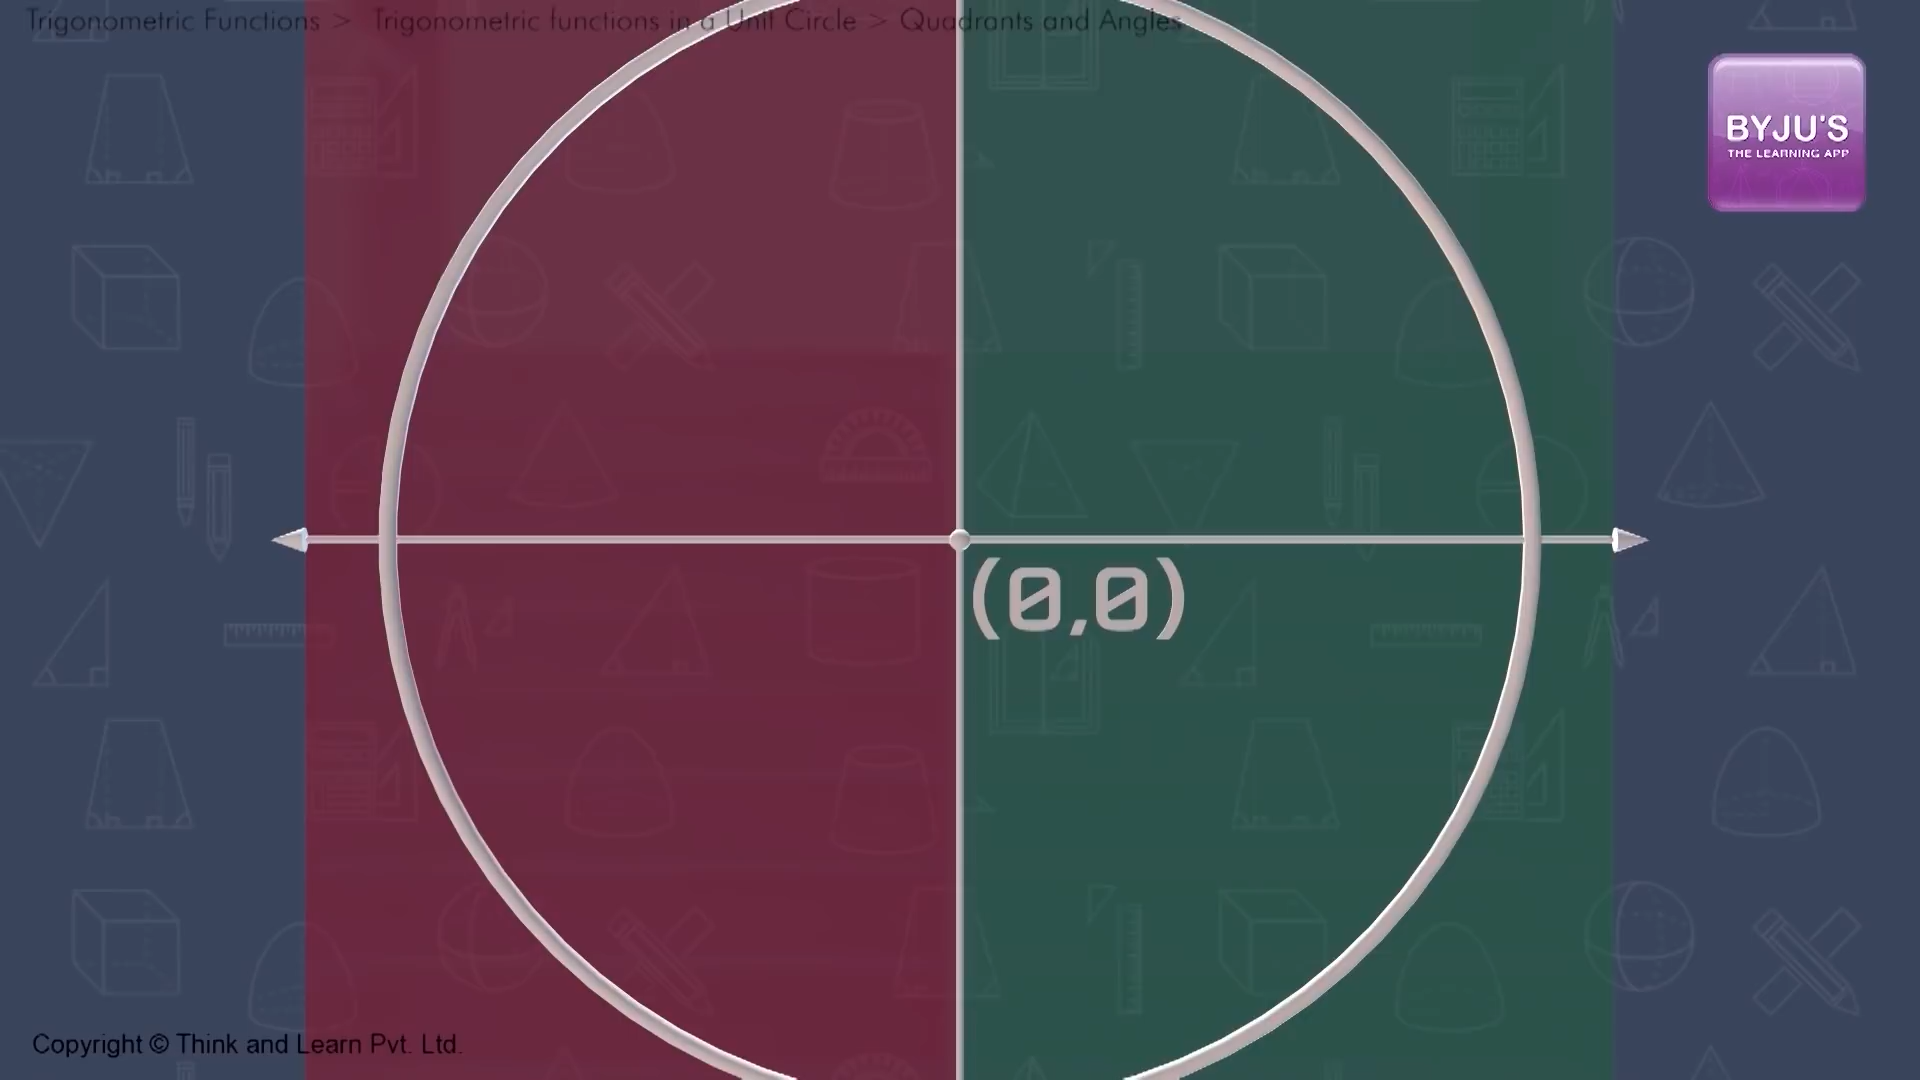 Trigonometric Functions > Trigonometric functions in a Unit Circle > Quadrants and Angles
BYJU'S
THE LEARNING APP
(0,0)
Copyright © Think and Learn Pvt. Ltd.